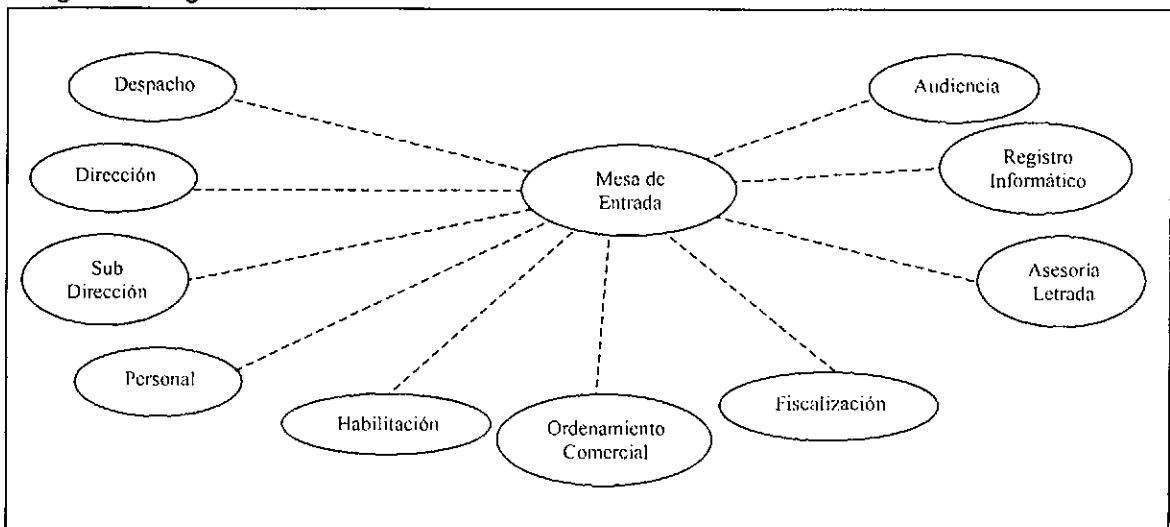 Despacho
Audiencia
Dirección
Mesa de
Entrada
Registro
Informático
Sub
Dirección
Asesoría
Letrada
Personal
Habilitación
Ordenamiento
Comercial
Fiscalización